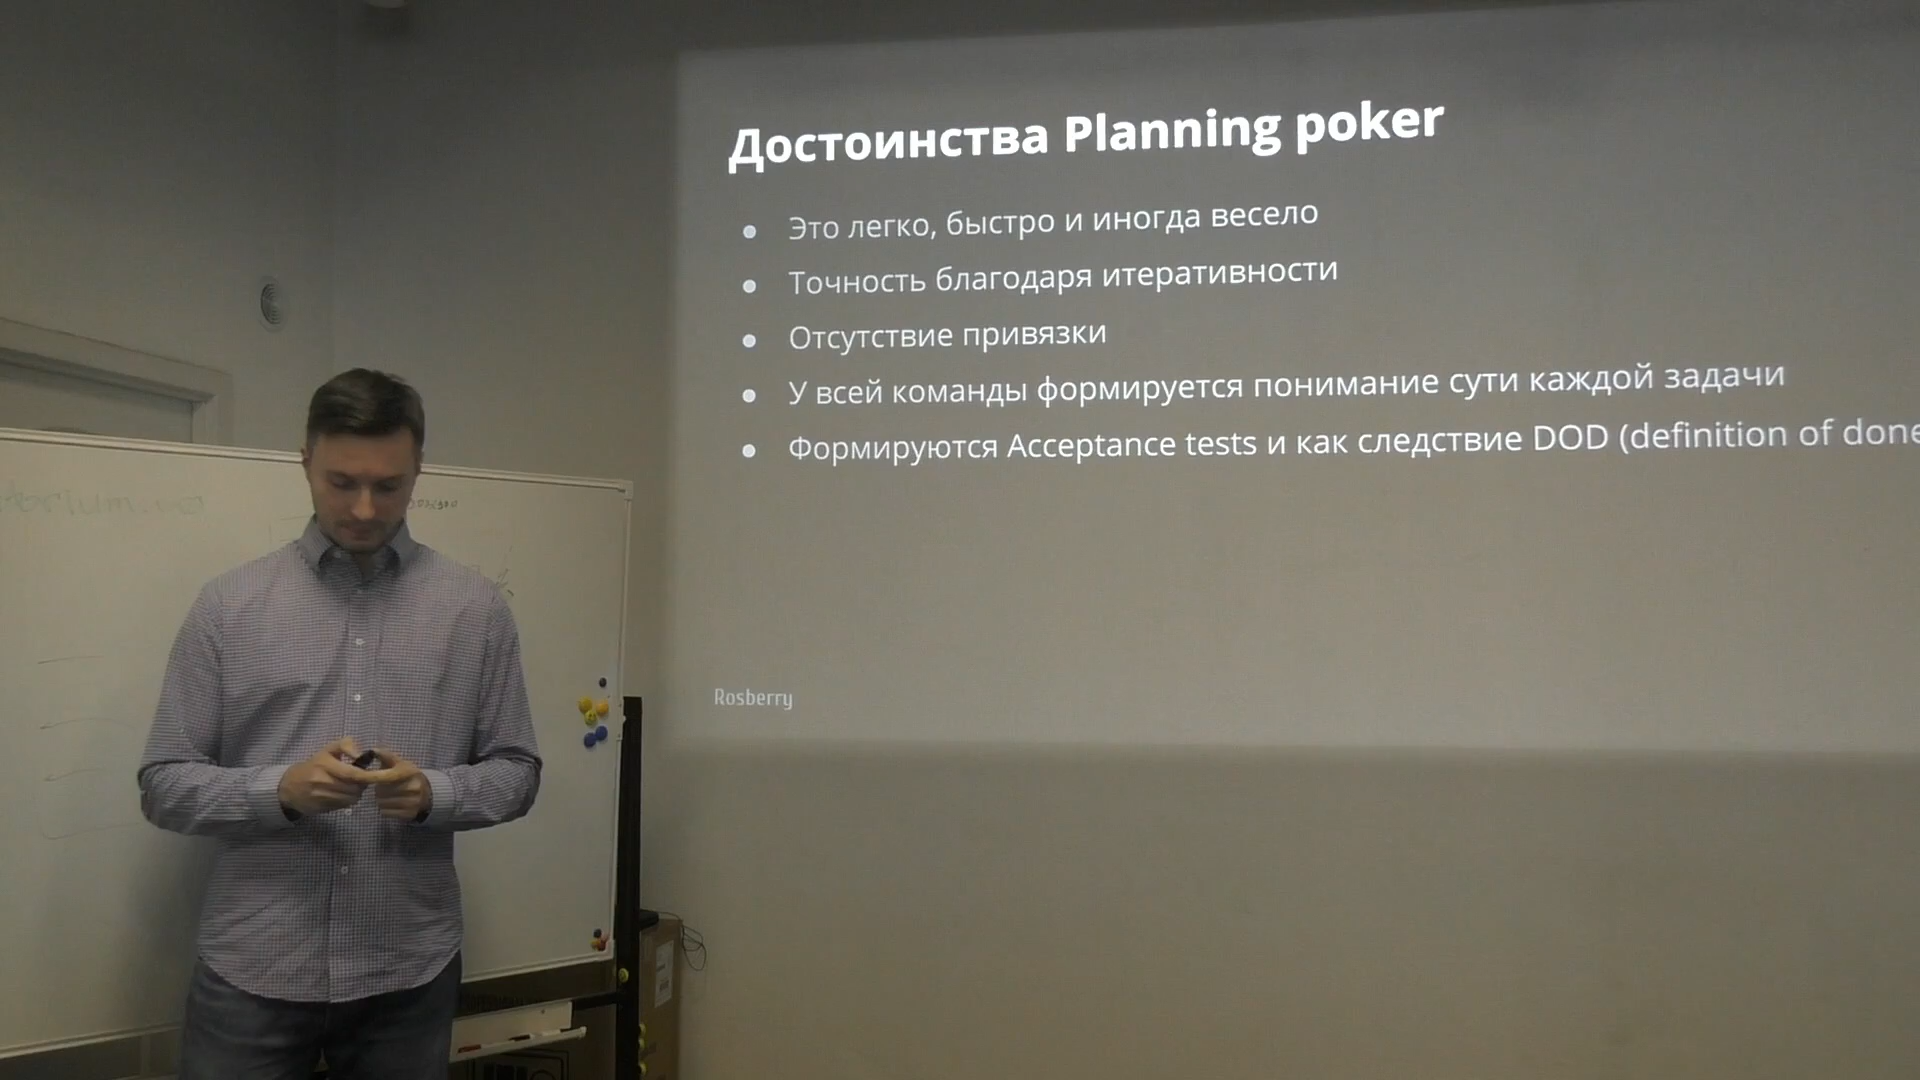 Достоинства Planning poker
Это легко, быстро и иногда весело
Точность благодаря итеративности
Отсутствие привязки
У всей команды формируется понимание сути каждой задачи
Формируются Acceptance tests и как следствие DOD (definition of done
Rosberry